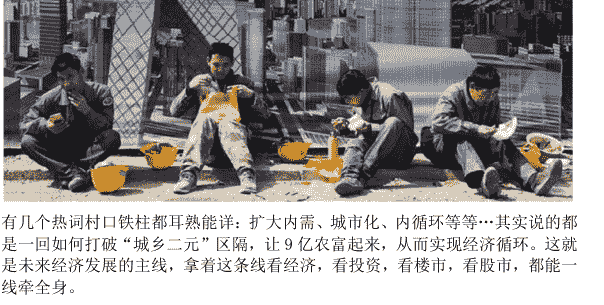 有几个热词村口铁柱都耳熟能详：扩大内需、城市化、内循环等等…其实说的都
是一回如何打破“城乡二元”区隔，让 9 亿农富起来，从而实现经济循环。这就
是未来经济发展的主线，拿着这条线看经济，看投资，看楼市，看股市，都能一
线牵全身。